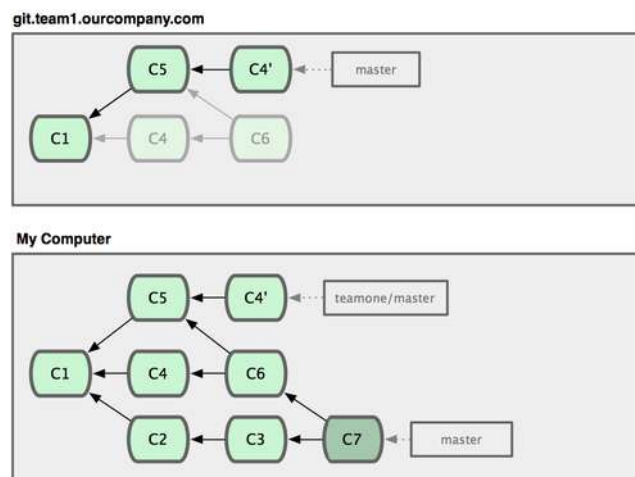 git.team1.ourcompany.com
C5 C4' master
C1 C4 C6
My Computer
C5 C4' teamone/master
C1 C4 C6
C2 C3 C7 master